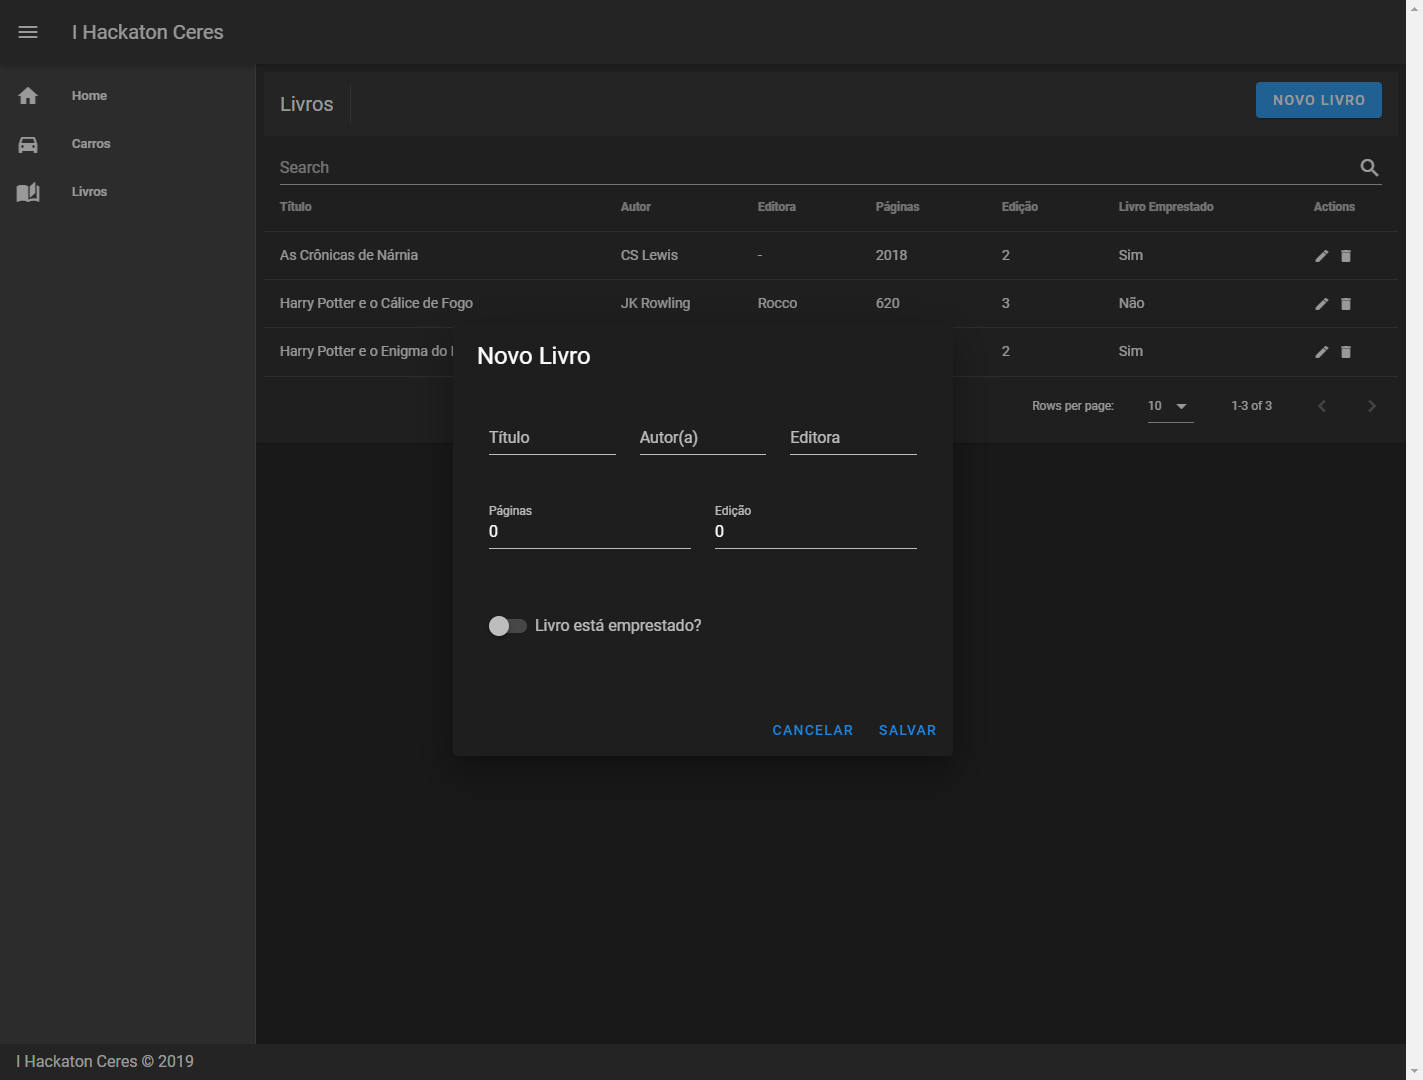 I Hackaton Ceres
Home
Carros
Livros
Livros
NOVO LIVRO
Search
Título Autor Editora Páginas Edição Livro Emprestado Actions
As Crônicas de Nárnia CS Lewis - 2018 2 Sim
Harry Potter e o Cálice de Fogo JK Rowling Rocco 620 3 Não
Harry Potter e o Enigma do 2 Sim
Rows per page: 10 1-3 of 3
Novo Livro
Título Autor(a) Editora
Páginas Edição
0 0
Livro está emprestado?
CANCELAR SALVAR
I Hackaton Ceres © 2019